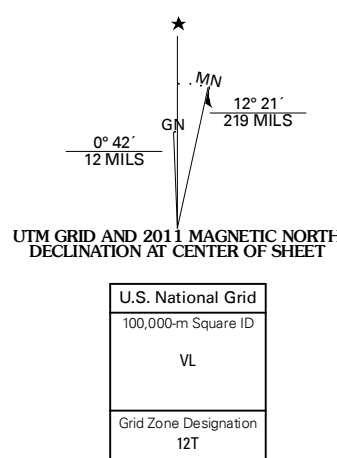 ★
MN
GN
12° 21´
219 MILS
0° 42´
12 MILS
UTM GRID AND 2011 MAGNETIC NORTH
DECLINATION AT CENTER OF SHEET
U.S. National Grid
100,000-m Square ID
VL
Grid Zone Designation
12T